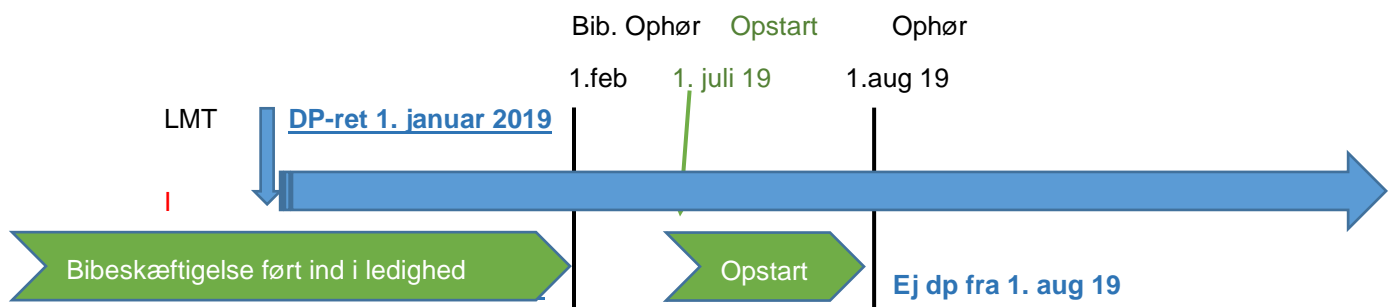 Bib. Ophør Opstart Ophør
1.feb 1. juli 19 1.aug 19
LMT DP-ret 1. januar 2019
I
Bibeskæftigelse ført ind i ledighed Opstart Ej dp fra 1. aug 19